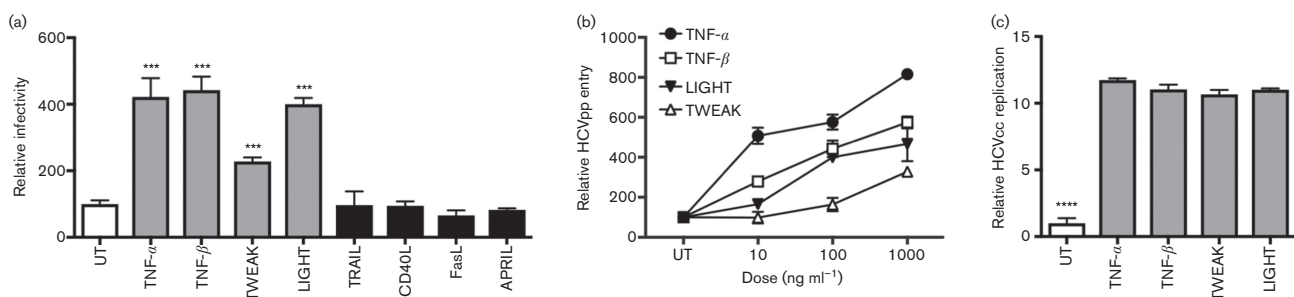 (a)
600
400
200
0
Relative infectivity
***
***
***
***
UT
TNF-α
TNF-β
TWEAK
LIGHT
TRAIL
CD40L
FasL
APRIL
(b)
1000
800
600
400
200
0
Relative HCVpp entry
TNF-α
TNF-β
LIGHT
TWEAK
UT
10
100
1000
Dose (ng ml⁻¹)
(c)
15
10
5
0
Relative HCVcc replication
****
UT
TNF-α
TNF-β
TWEAK
LIGHT